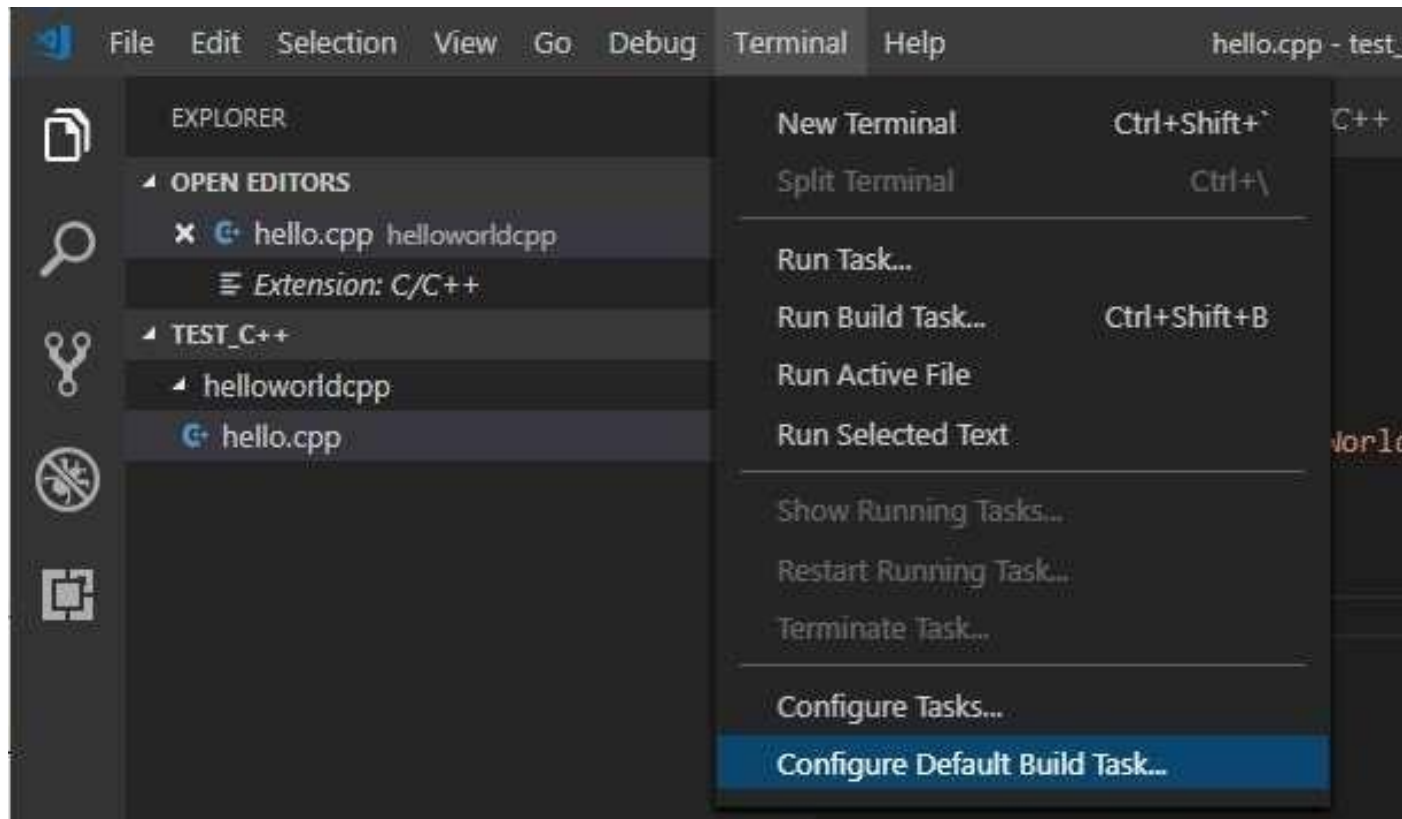 File Edit Selection View Go Debug Terminal Help hello.cpp - test_
EXPLORER
OPEN EDITORS
hello.cpp helloworldcpp
Extension: C/C++
TEST_C++
helloworldcpp
hello.cpp
New Terminal Ctrl+Shift+`
Split Terminal Ctrl+\
Run Task...
Run Build Task... Ctrl+Shift+B
Run Active File
Run Selected Text
Show Running Tasks...
Restart Running Task...
Terminate Task...
Configure Tasks...
Configure Default Build Task...
C++